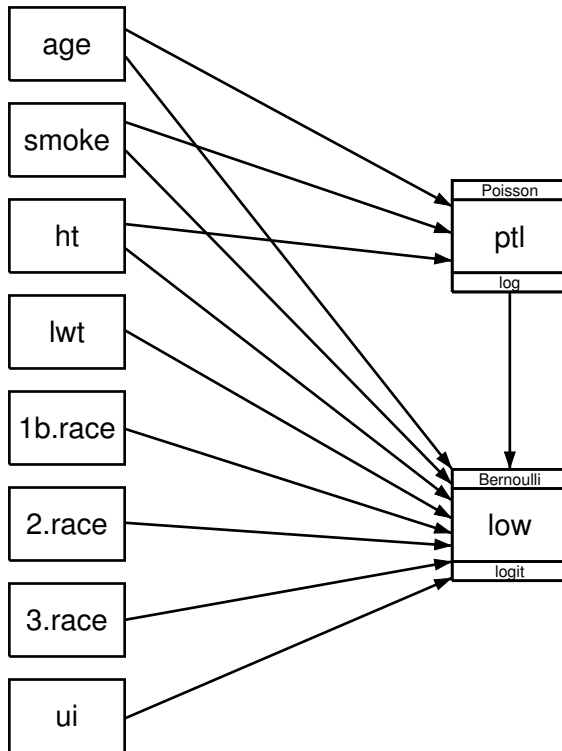 age
smoke
ht
lwt
1b.race
2.race
3.race
ui
Poisson
ptl
log
Bernoulli
low
logit